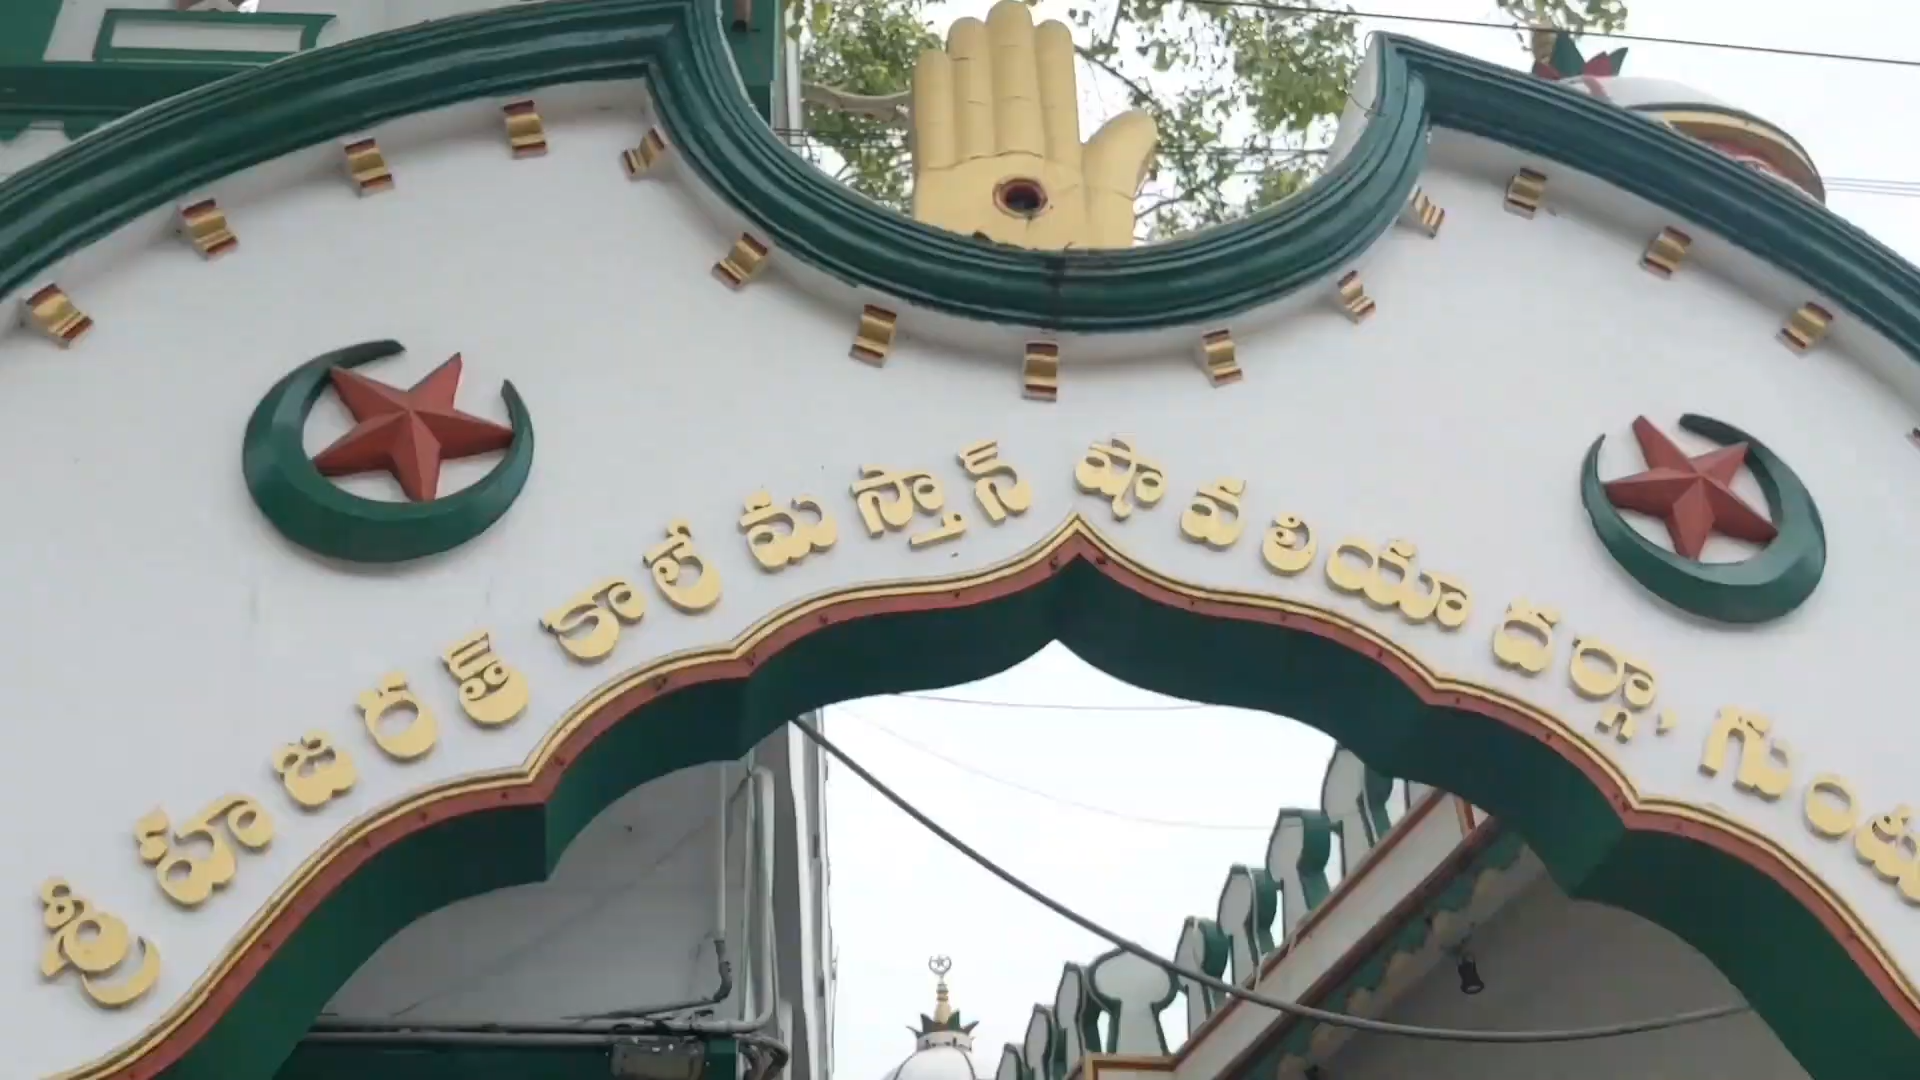 శ్రీ హజరత్ కాలే మస్తాన్ షా వలియా దర్గా, గుంటు